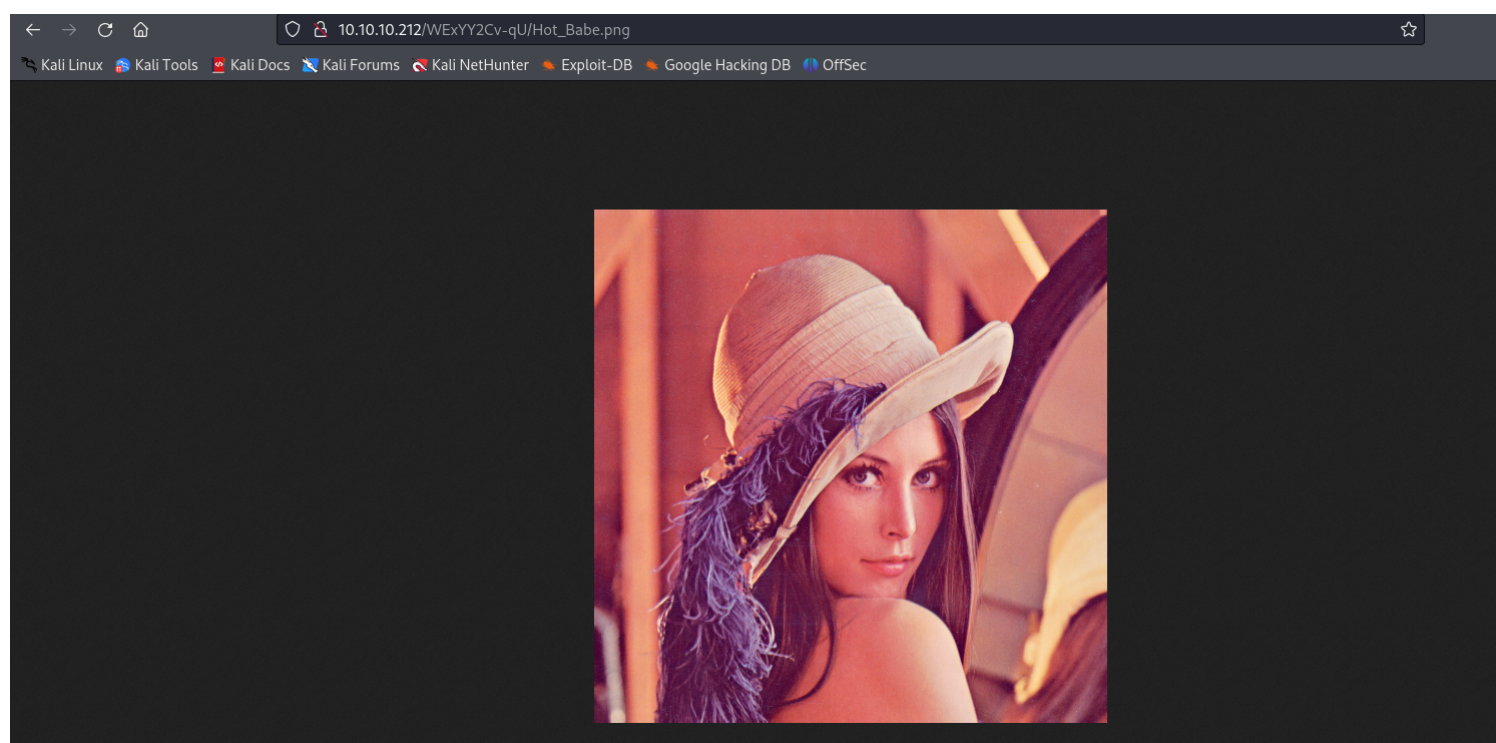 10.10.10.212/WExYY2Cv-qU/Hot_Babe.png
Kali Linux Kali Tools Kali Docs Kali Forums Kali NetHunter Exploit-DB Google Hacking DB OffSec